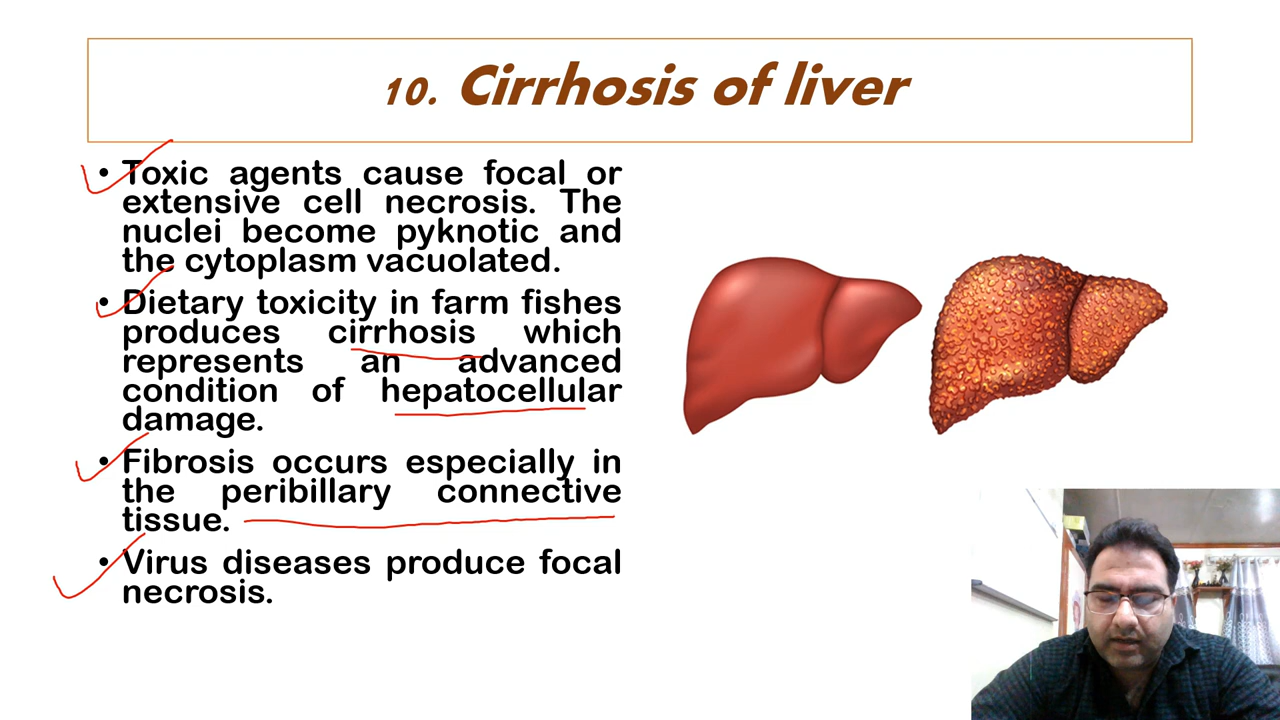 10. Cirrhosis of liver
• Toxic agents cause focal or
extensive cell necrosis. The
nuclei become pyknotic and
the cytoplasm vacuolated.
• Dietary toxicity in farm fishes
produces cirrhosis which
represents an advanced
condition of hepatocellular
damage.
• Fibrosis occurs especially in
the peribillary connective
tissue.
• Virus diseases produce focal
necrosis.